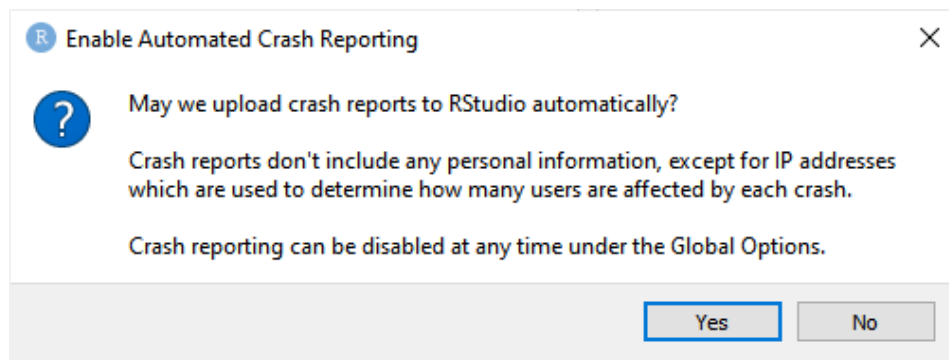 R Enable Automated Crash Reporting
? May we upload crash reports to RStudio automatically?
Crash reports don't include any personal information, except for IP addresses
which are used to determine how many users are affected by each crash.
Crash reporting can be disabled at any time under the Global Options.
Yes No